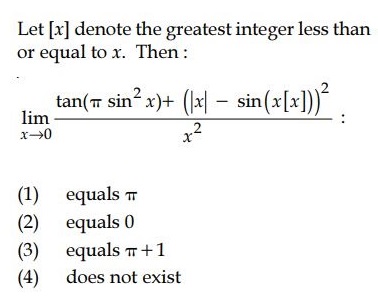 Let [x] denote the greatest integer less than
or equal to x. Then :
lim x→0 (tan(π sin² x)+ (|x| − sin(x[x]))²) / x² :
(1) equals π
(2) equals 0
(3) equals π+1
(4) does not exist